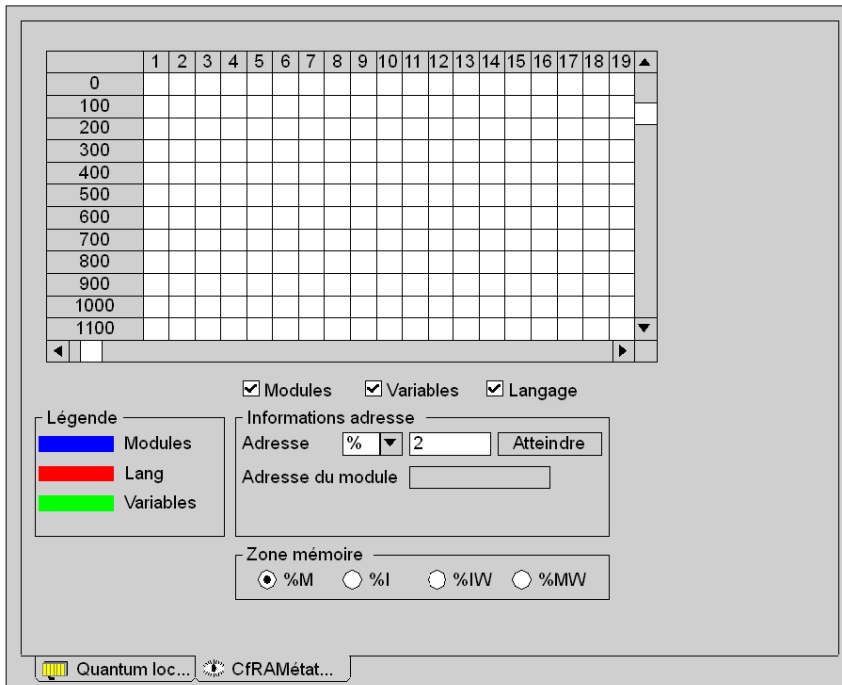 1 2 3 4 5 6 7 8 9 10 11 12 13 14 15 16 17 18 19
0
100
200
300
400
500
600
700
800
900
1000
1100
Modules Variables Langage
Légende
Modules
Lang
Variables
Informations adresse
Adresse % 2 Atteindre
Adresse du module
Zone mémoire
%M %I %IW %MW
Quantum loc... CfRAMétat...